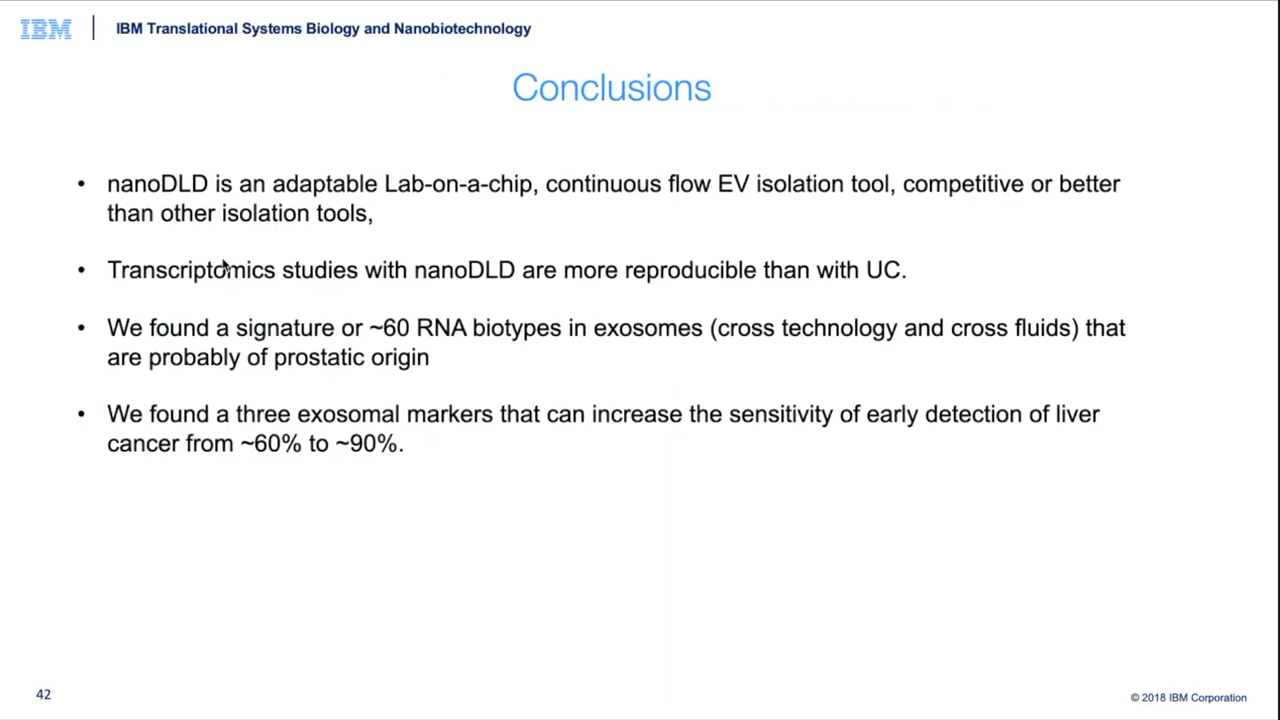 IBM
IBM Translational Systems Biology and Nanobiotechnology
Conclusions
• nanoDLD is an adaptable Lab-on-a-chip, continuous flow EV isolation tool, competitive or better
than other isolation tools,
• Transcriptomics studies with nanoDLD are more reproducible than with UC.
• We found a signature or ~60 RNA biotypes in exosomes (cross technology and cross fluids) that
are probably of prostatic origin
• We found a three exosomal markers that can increase the sensitivity of early detection of liver
cancer from ~60% to ~90%.
42
© 2018 IBM Corporation